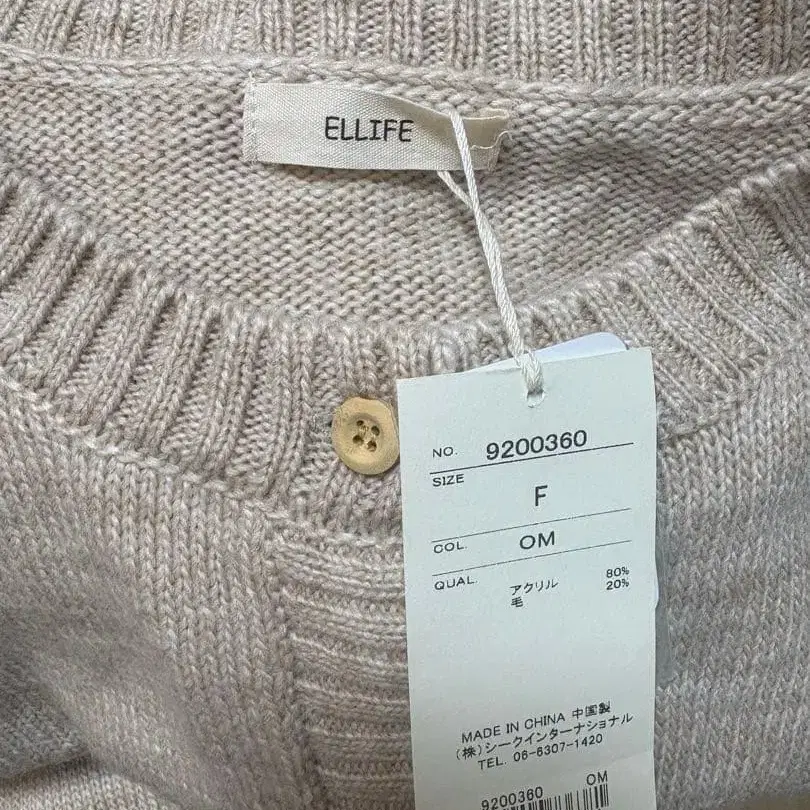 ELLIFE
NO. 9200360
SIZE
F
COL. OM
QUAL. アクリル 80%
毛 20%
MADE IN CHINA 中国製
(株)シークインターナショナル
TEL. 06-6307-1420
9200360 OM